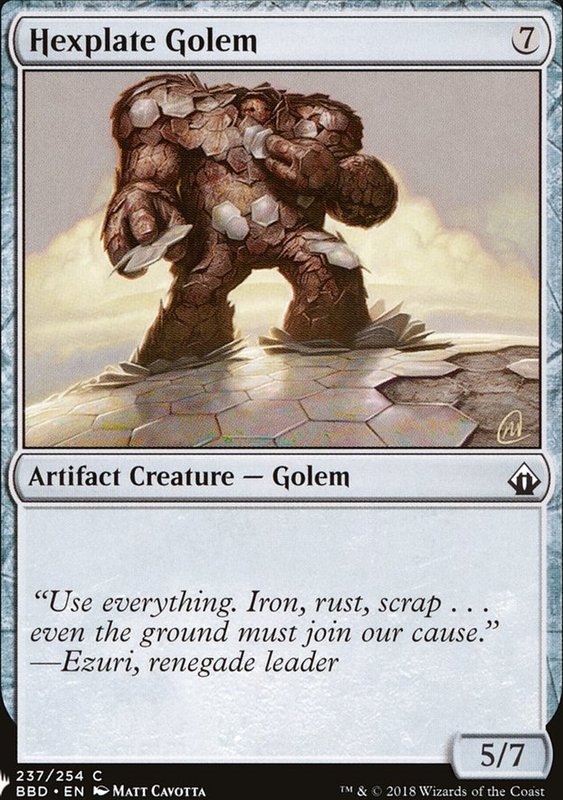 Hexplate Golem
7
Artifact Creature — Golem
“Use everything. Iron, rust, scrap . . .
even the ground must join our cause.”
—Ezuri, renegade leader
5/7
237/254 C
BBD • EN MATT CAVOTTA
™ & © 2018 Wizards of the Coast